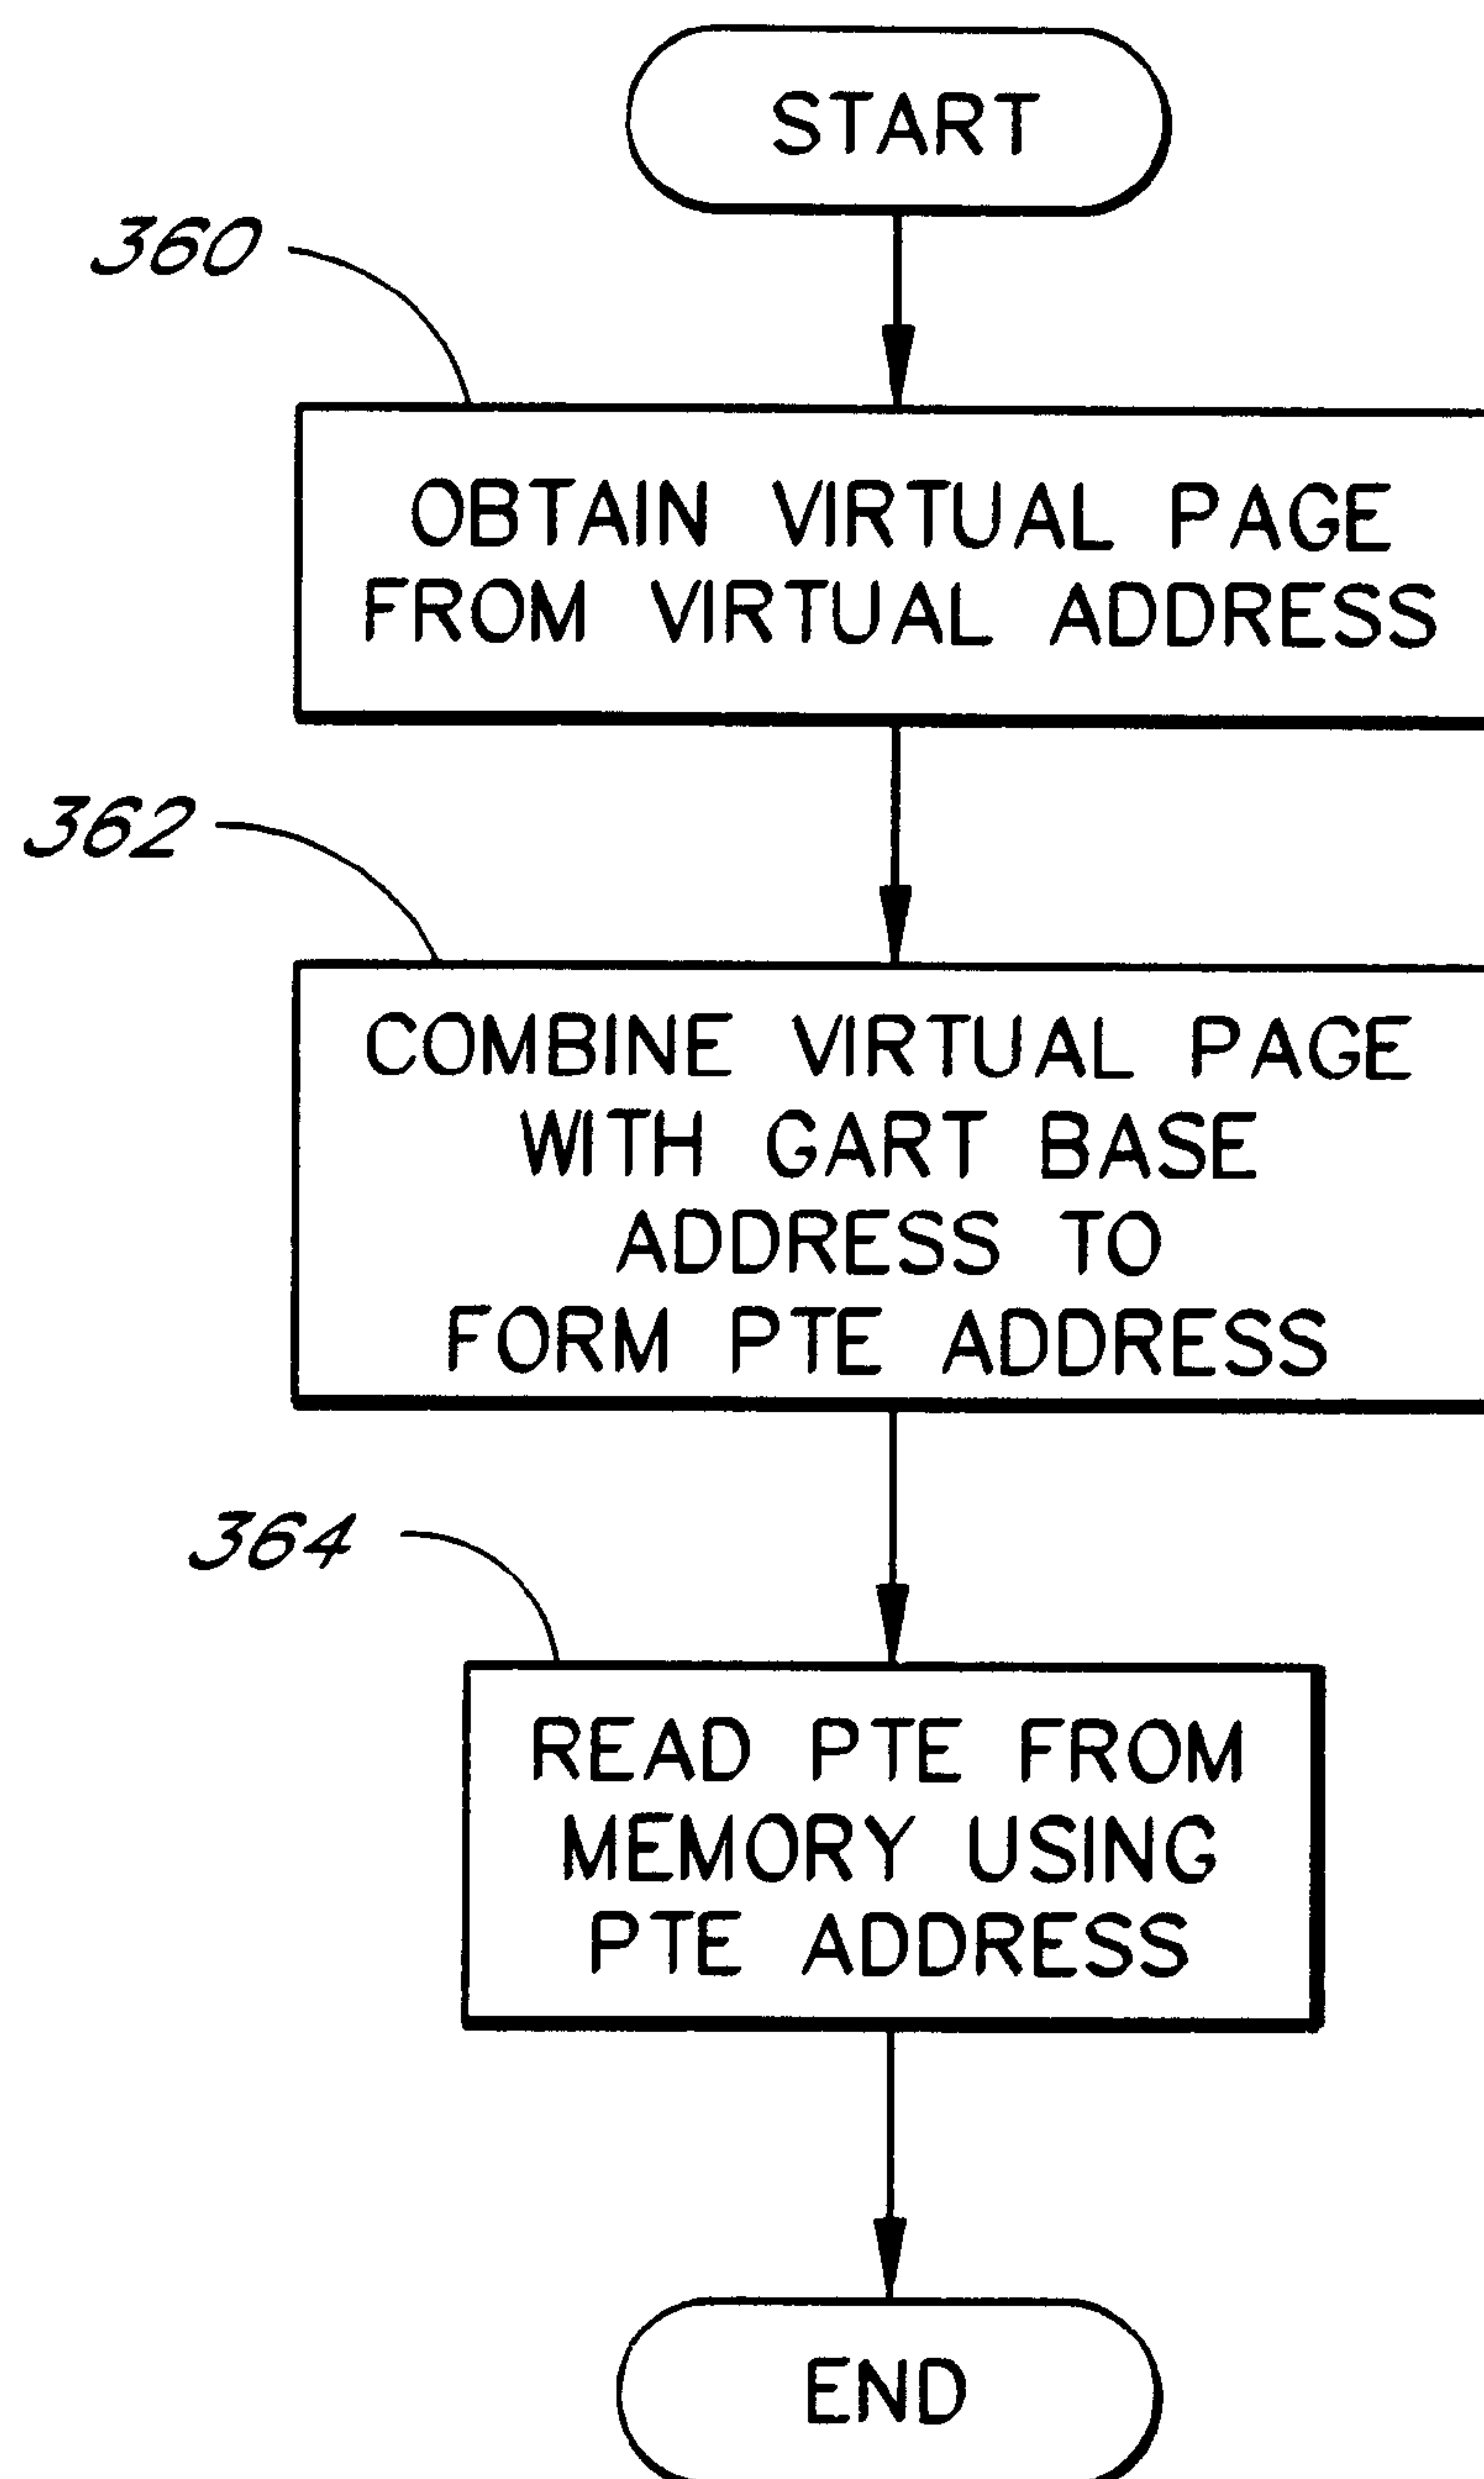 START
360
OBTAIN VIRTUAL PAGE
FROM VIRTUAL ADDRESS
362
COMBINE VIRTUAL PAGE
WITH GART BASE
ADDRESS TO
FORM PTE ADDRESS
364
READ PTE FROM
MEMORY USING
PTE ADDRESS
END